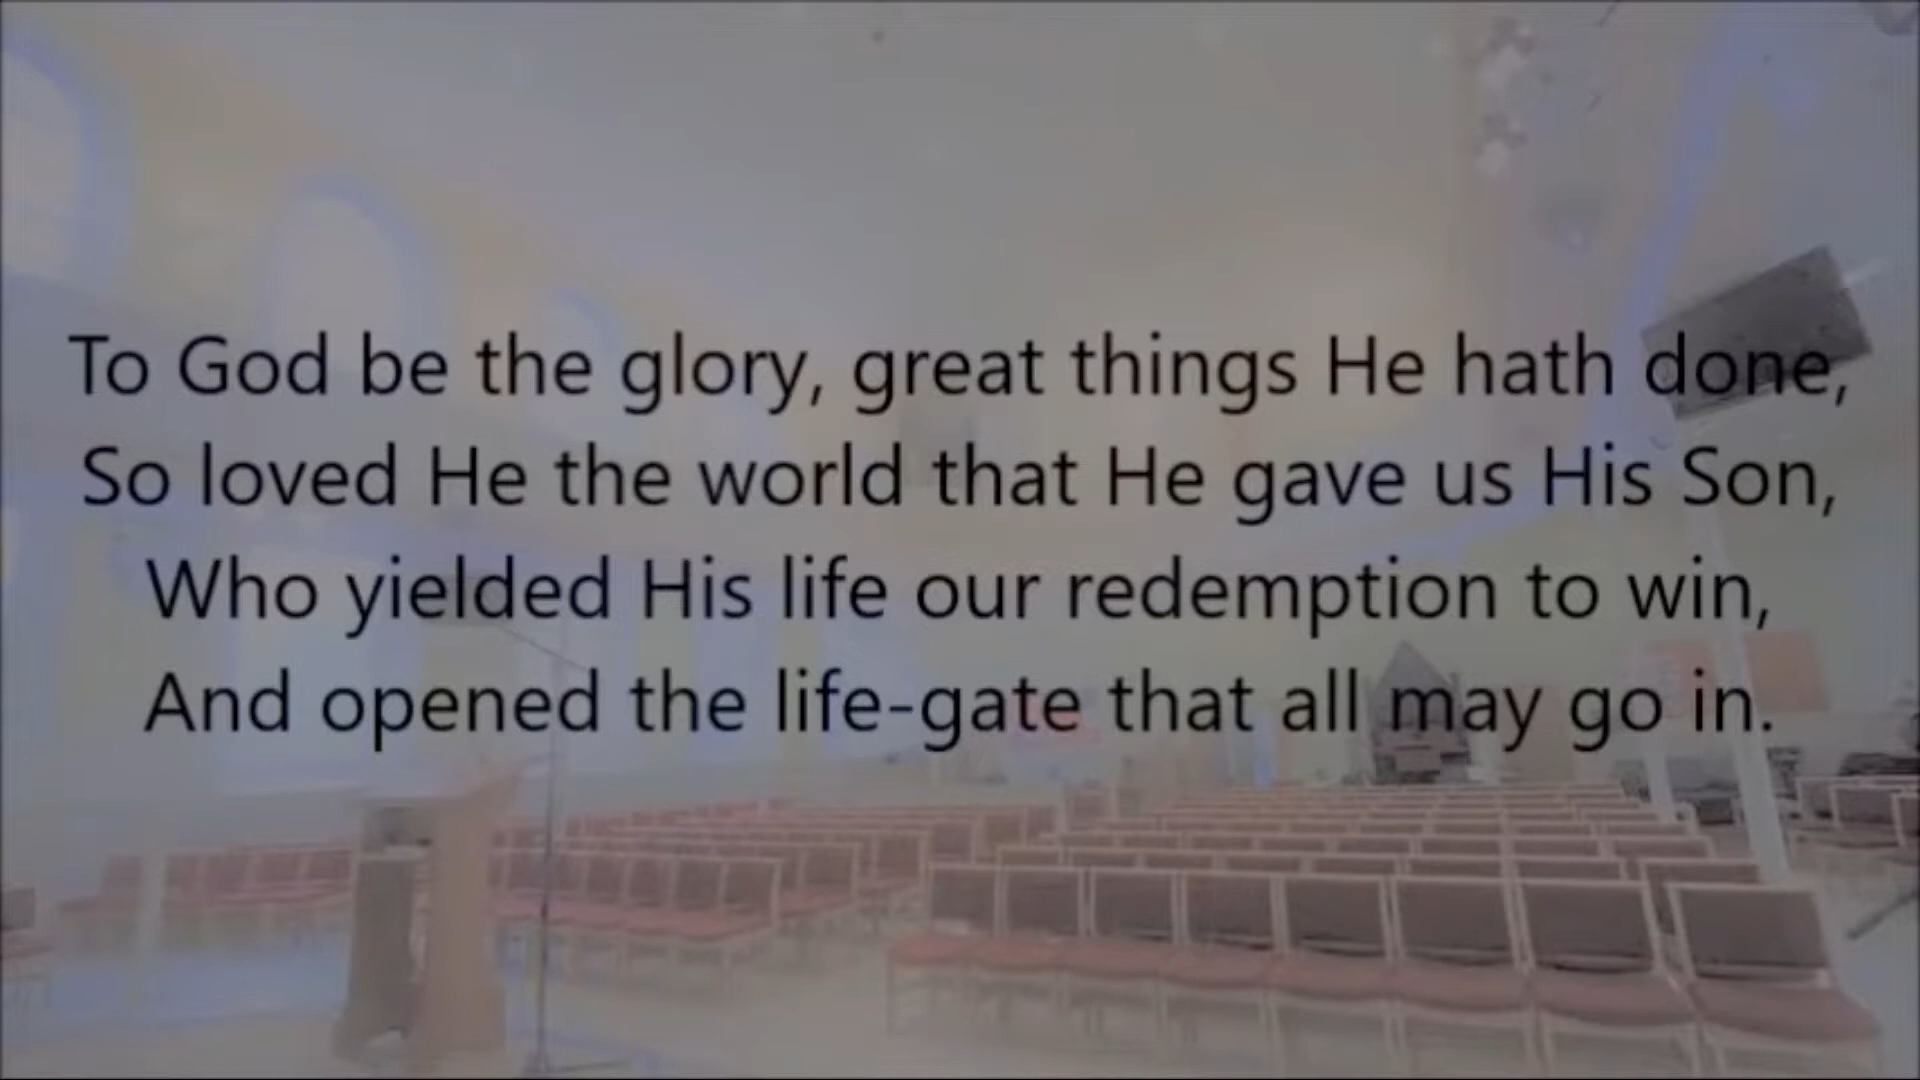 To God be the glory, great things He hath done,
So loved He the world that He gave us His Son,
Who yielded His life our redemption to win,
And opened the life-gate that all may go in.